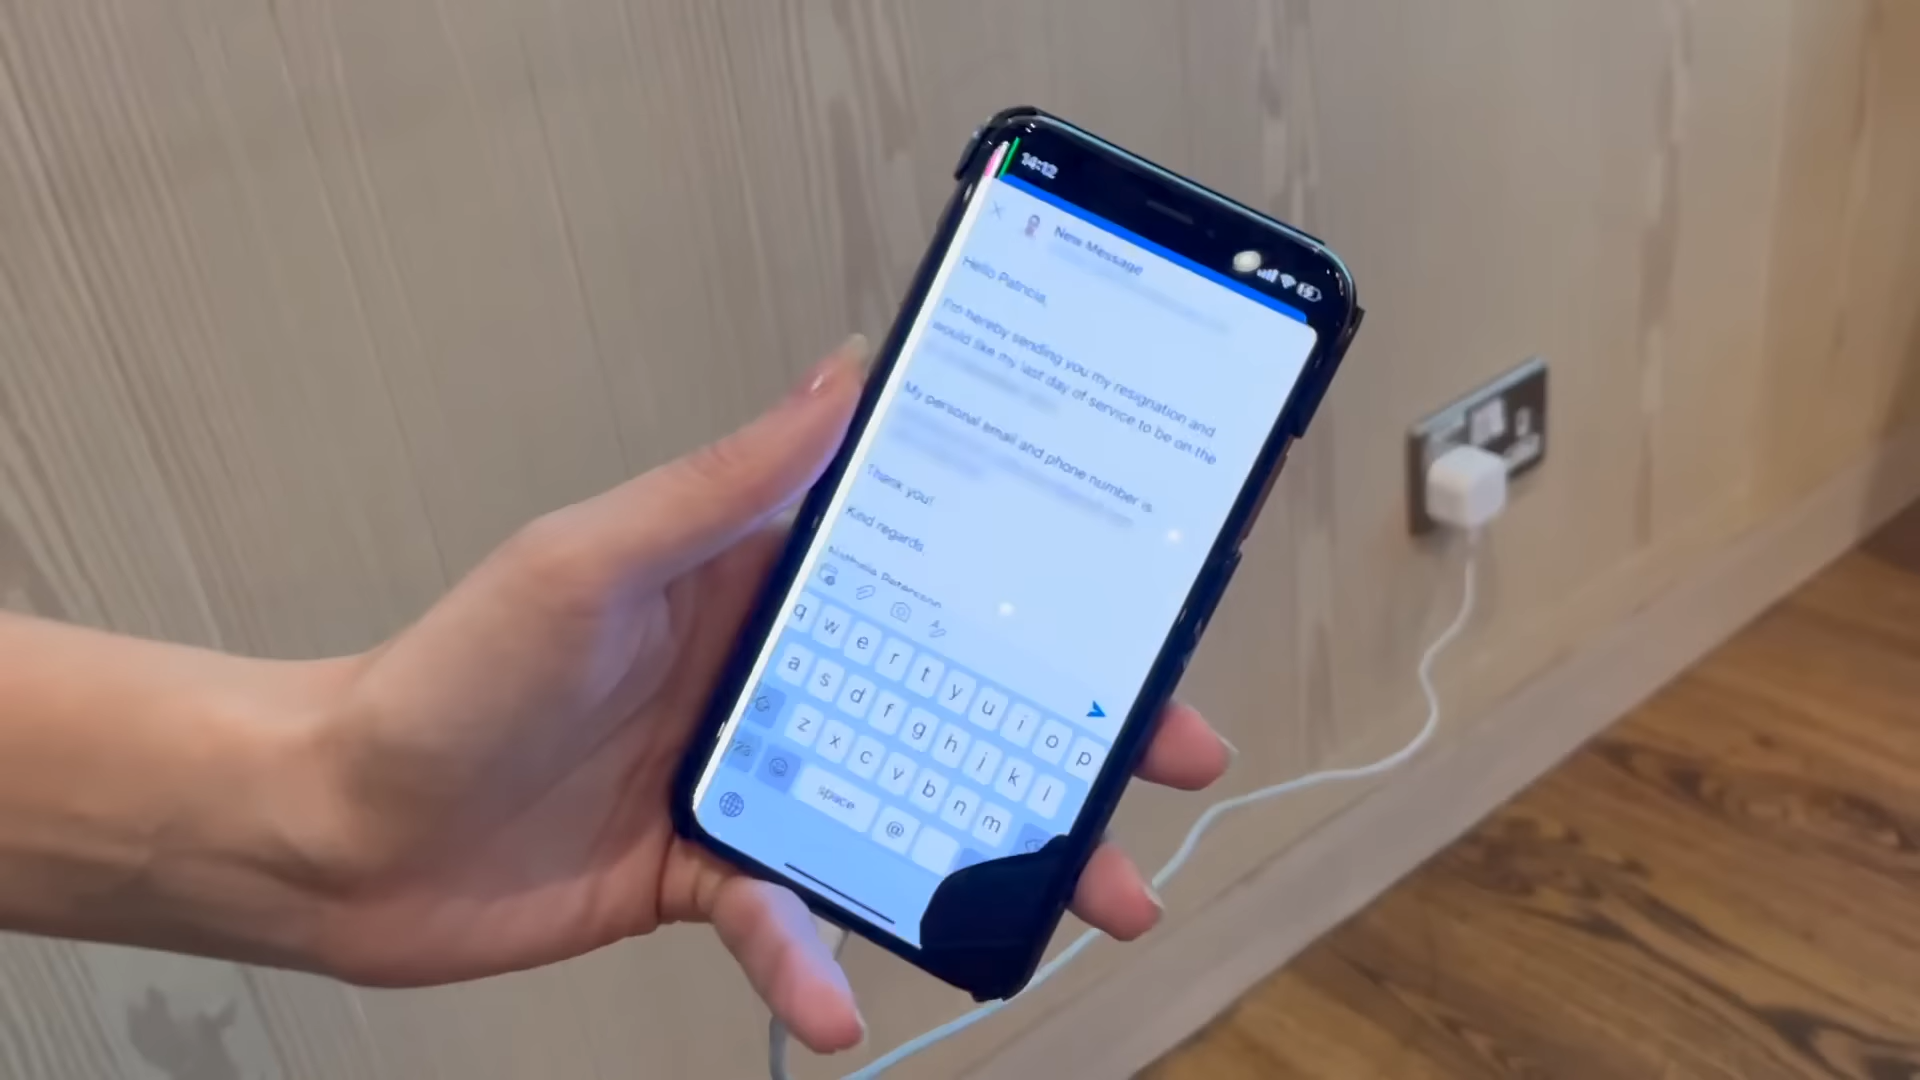 14:12
New Message
Hello Patricia,
I'm hereby sending you my resignation and
would like my last day of service to be on the
My personal email and phone number is
Thank you!
Kind regards,
q w e r t y u i o p
a s d f g h j k l
z x c v b n m
123 space @